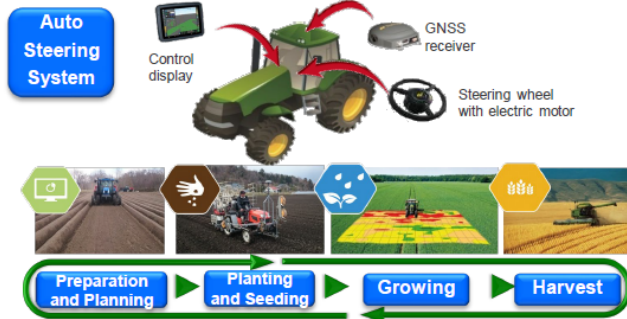 Auto
Steering
System
Control
display
GNSS
receiver
Steering wheel
with electric motor
Preparation
and Planning
Planting
and Seeding
Growing
Harvest